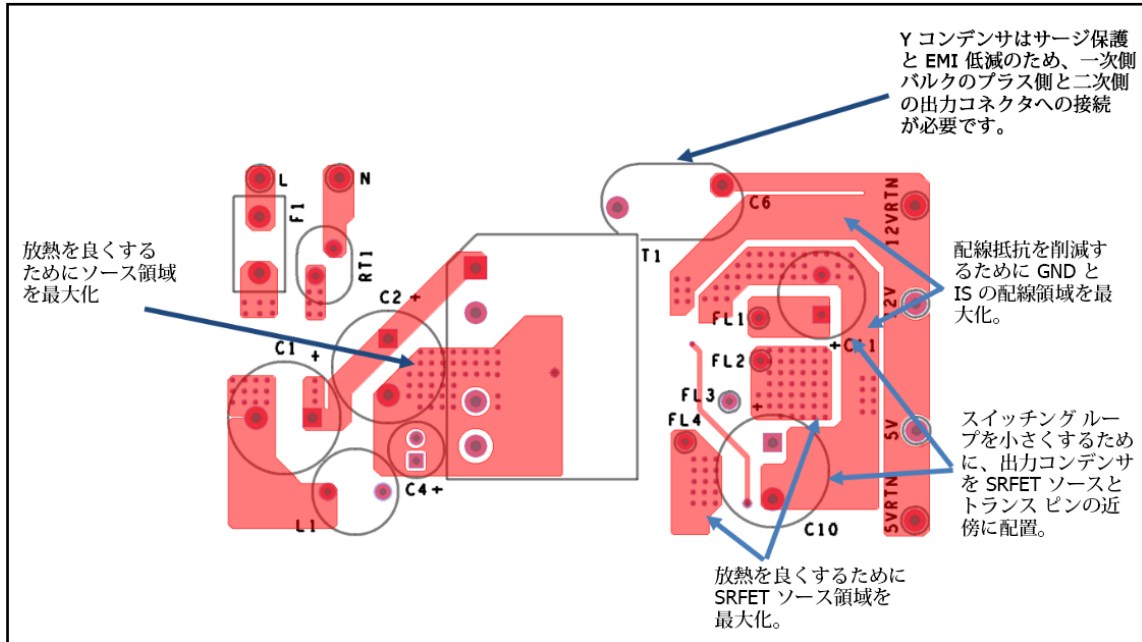 Y コンデンサはサージ保護
と EMI 低減のため、一次側
バルクのプラス側と二次側
の出力コネクタへの接続
が必要です。
L
N
F1
RT1
C6
12VRTN
T1
放熱を良くする
ためにソース領域
を最大化
配線抵抗を削減す
るために GND と
IS の配線領域を最
大化。
C2 +
12V
FL1
C1
+
+
FL2
FL3
+
FL4
5V
スイッチング ルー
プを小さくするため
に、出力コンデンサ
を SRFET ソースと
トランス ピンの近
傍に配置。
C4 +
L1
C10
5VRTN
放熱を良くするために
SRFET ソース領域を
最大化。